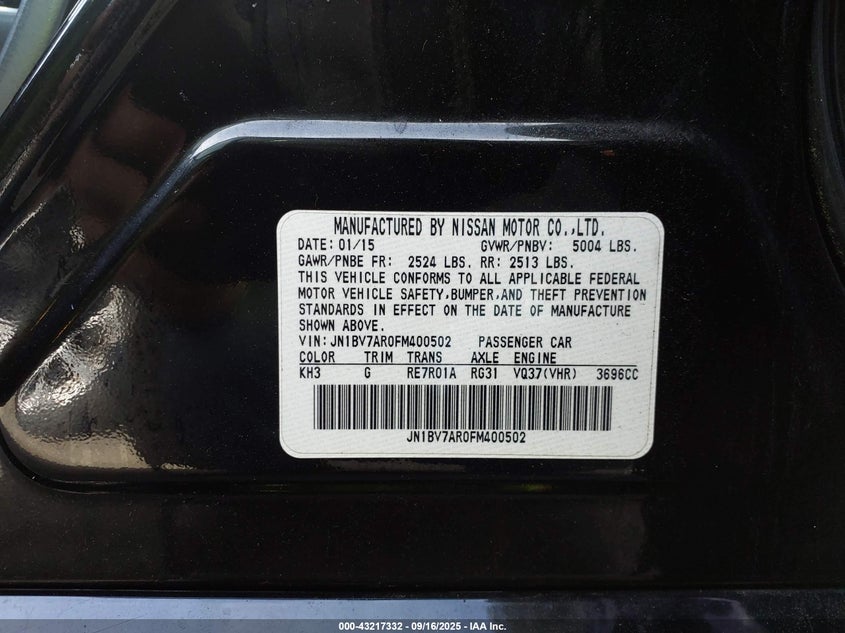 MANUFACTURED BY NISSAN MOTOR CO.,LTD.
DATE: 01/15 GVWR/PNBV: 5004 LBS.
GAWR/PNBE FR: 2524 LBS. RR: 2513 LBS.
THIS VEHICLE CONFORMS TO ALL APPLICABLE FEDERAL
MOTOR VEHICLE SAFETY,BUMPER,AND THEFT PREVENTION
STANDARDS IN EFFECT ON THE DATE OF MANUFACTURE
SHOWN ABOVE.
VIN: JN1BV7AR0FM400502 PASSENGER CAR
COLOR TRIM TRANS AXLE ENGINE
KH3 G RE7R01A RG31 VQ37(VHR) 3696CC
JN1BV7AR0FM400502
000-43217332 - 09/16/2025 - IAA Inc.